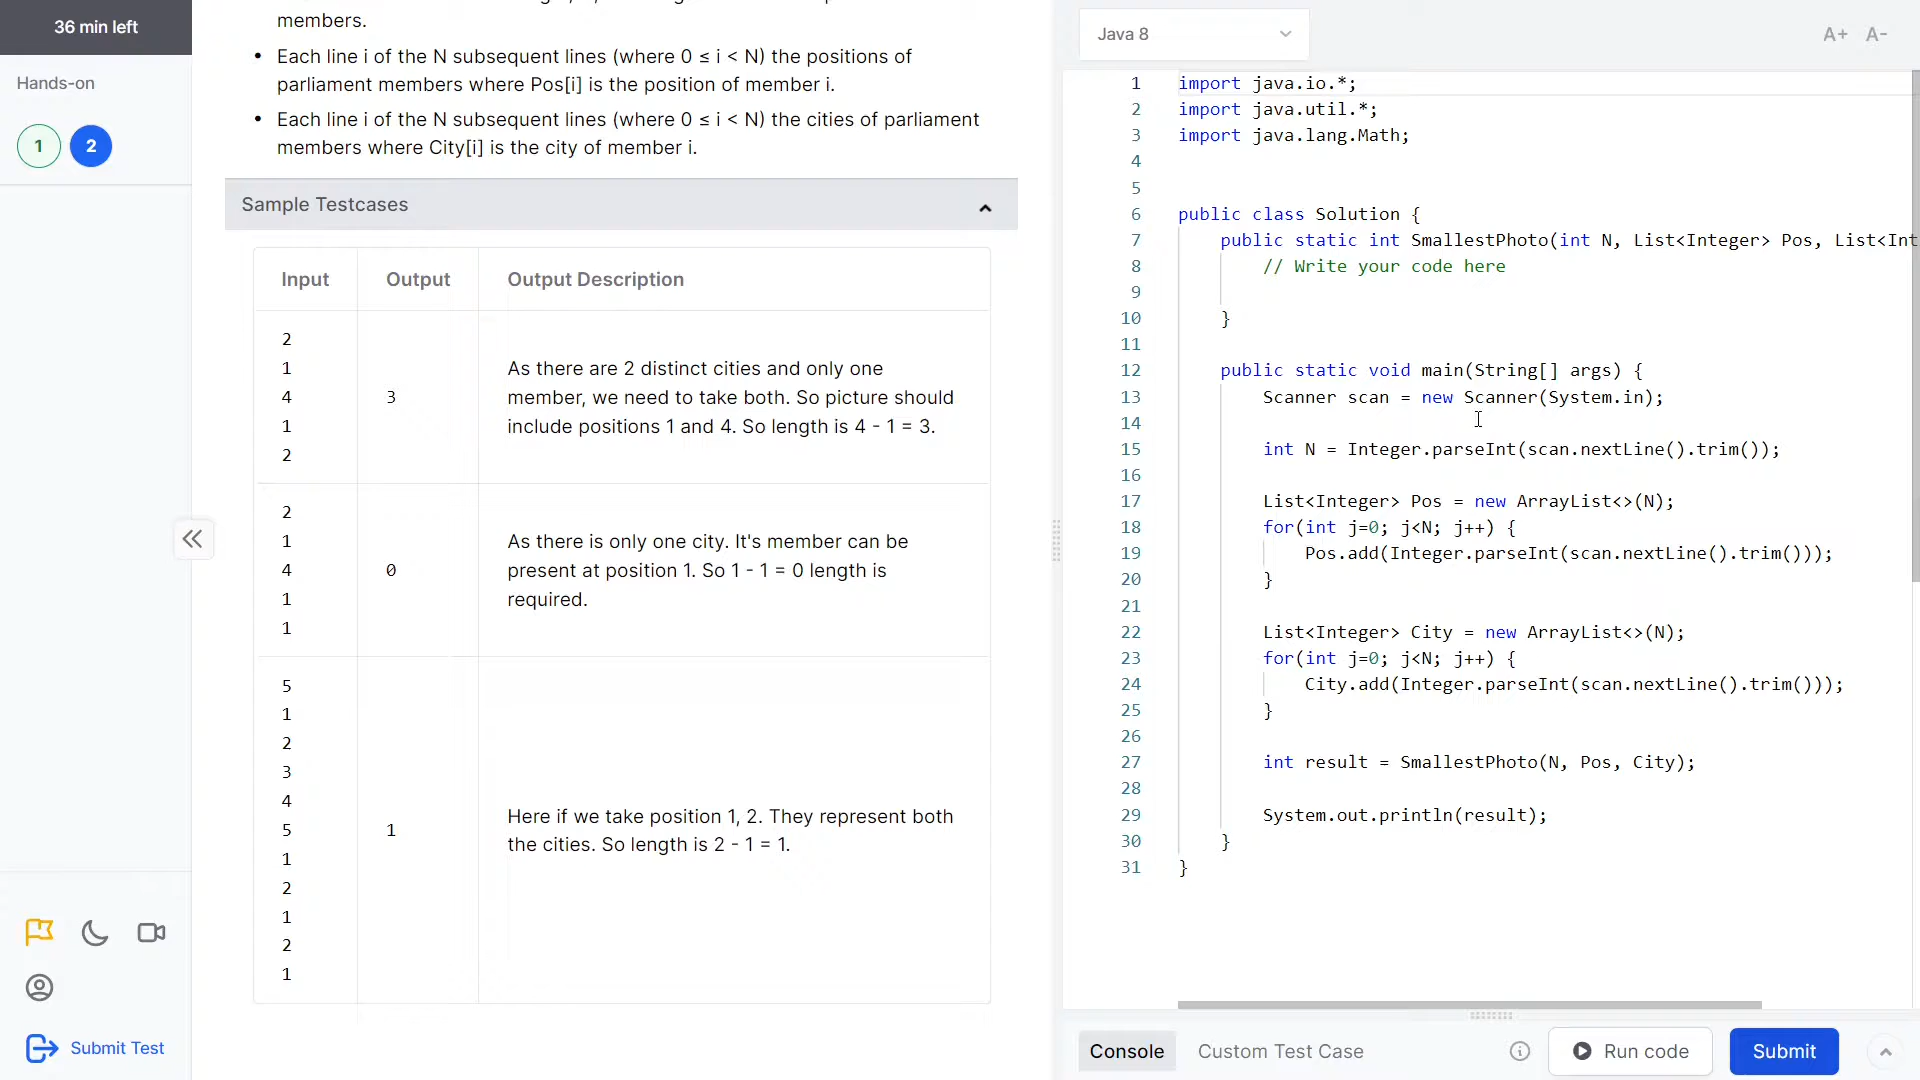 36 min left
Hands-on
1
2
Submit Test
members.
• Each line i of the N subsequent lines (where 0 ≤ i < N) the positions of
parliament members where Pos[i] is the position of member i.
• Each line i of the N subsequent lines (where 0 ≤ i < N) the cities of parliament
members where City[i] is the city of member i.
Sample Testcases
Input Output Output Description
2
1
4
1
2
3
As there are 2 distinct cities and only one
member, we need to take both. So picture should
include positions 1 and 4. So length is 4 - 1 = 3.
2
1
4
1
1
0
As there is only one city. It's member can be
present at position 1. So 1 - 1 = 0 length is
required.
5
1
2
3
4
5
1
2
1
2
1
1
Here if we take position 1, 2. They represent both
the cities. So length is 2 - 1 = 1.
Java 8
A+ A-
1 import java.io.*;
2 import java.util.*;
3 import java.lang.Math;
4
5
6 public class Solution {
7 public static int SmallestPhoto(int N, List<Integer> Pos, List<Int
8 // Write your code here
9
10 }
11
12 public static void main(String[] args) {
13 Scanner scan = new Scanner(System.in);
14
15 int N = Integer.parseInt(scan.nextLine().trim());
16
17 List<Integer> Pos = new ArrayList<>(N);
18 for(int j=0; j<N; j++) {
19 Pos.add(Integer.parseInt(scan.nextLine().trim()));
20 }
21
22 List<Integer> City = new ArrayList<>(N);
23 for(int j=0; j<N; j++) {
24 City.add(Integer.parseInt(scan.nextLine().trim()));
25 }
26
27 int result = SmallestPhoto(N, Pos, City);
28
29 System.out.println(result);
30 }
31 }
Console Custom Test Case Run code Submit